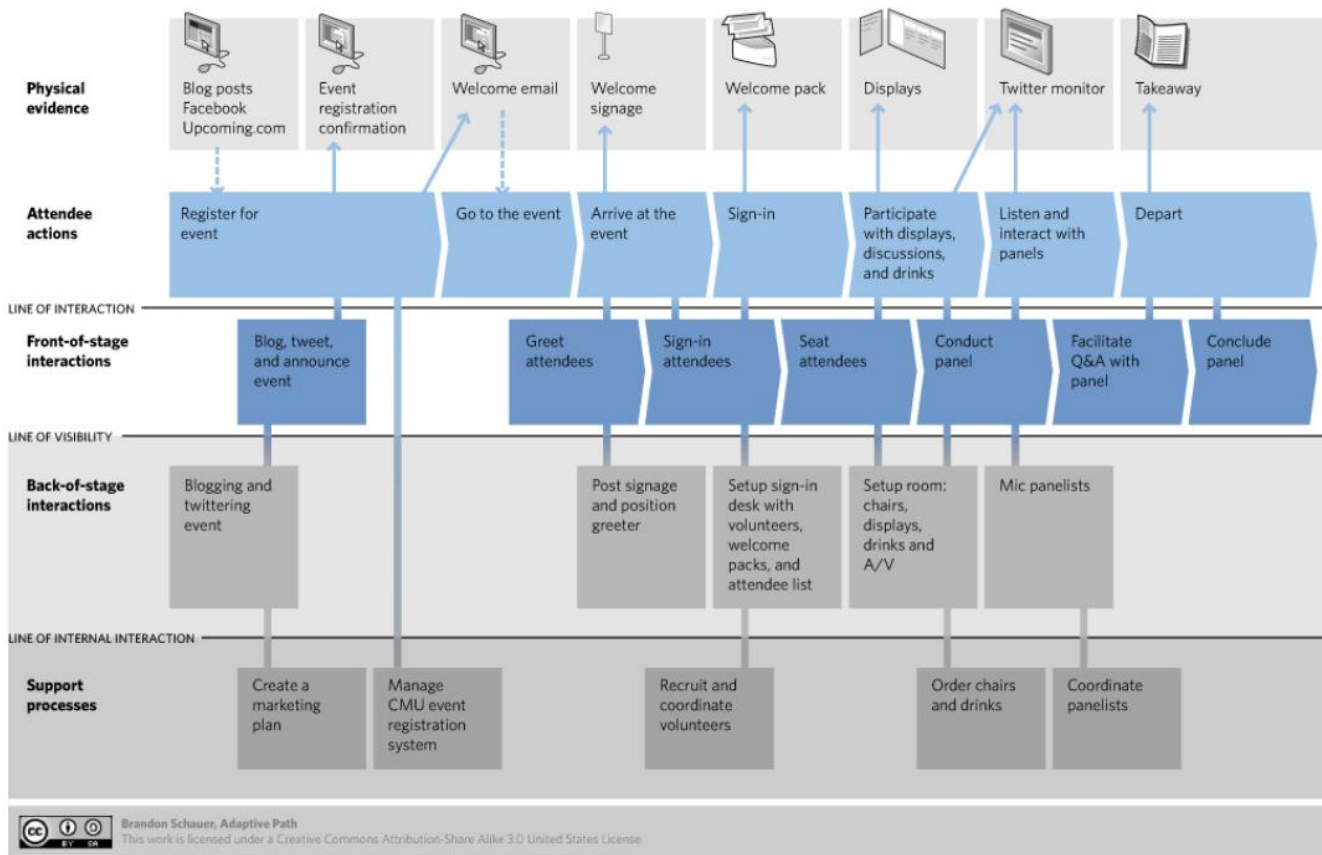 Physical
evidence
Blog posts
Facebook
Upcoming.com
Event
registration
confirmation
Welcome email
Welcome
signage
Welcome pack
Displays
Twitter monitor
Takeaway
Attendee
actions
Register for
event
Go to the event
Arrive at the
event
Sign-in
Participate
with displays,
discussions,
and drinks
Listen and
interact with
panels
Depart
LINE OF INTERACTION
Front-of-stage
interactions
Blog, tweet,
and announce
event
Greet
attendees
Sign-in
attendees
Seat
attendees
Conduct
panel
Facilitate
Q&A with
panel
Conclude
panel
LINE OF VISIBILITY
Back-of-stage
interactions
Blogging and
twittering
event
Post signage
and position
greeter
Setup sign-in
desk with
volunteers,
welcome
packs, and
attendee list
Setup room:
chairs,
displays,
drinks and
A/V
Mic panelists
LINE OF INTERNAL INTERACTION
Support
processes
Create a
marketing
plan
Manage
CMU event
registration
system
Recruit and
coordinate
volunteers
Order chairs
and drinks
Coordinate
panelists
cc
BY SA
Brandon Schauer, Adaptive Path
This work is licensed under a Creative Commons Attribution-Share Alike 3.0 United States License